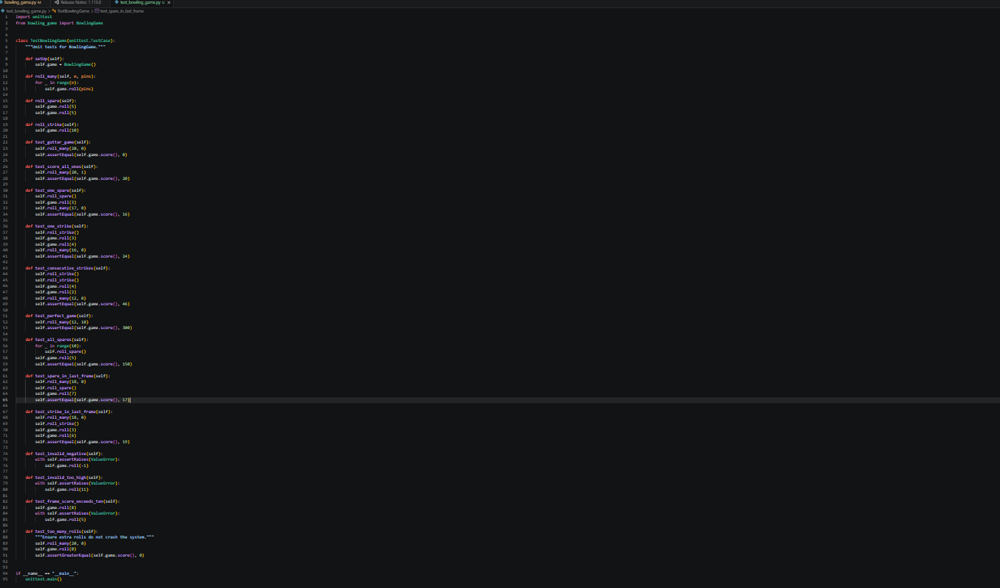 bowling_game.py M Release Notes: 1.113.0 test_bowling_game.py U ×
test_bowling_game.py > TestBowlingGame > test_spare_in_last_frame
1 import unittest
2 from bowling_game import BowlingGame
3
4
5 class TestBowlingGame(unittest.TestCase):
6     """Unit tests for BowlingGame."""
7
8     def setUp(self):
9         self.game = BowlingGame()
10
11     def roll_many(self, n, pins):
12         for _ in range(n):
13             self.game.roll(pins)
14
15     def roll_spare(self):
16         self.game.roll(5)
17         self.game.roll(5)
18
19     def roll_strike(self):
20         self.game.roll(10)
21
22     def test_gutter_game(self):
23         self.roll_many(20, 0)
24         self.assertEqual(self.game.score(), 0)
25
26     def test_score_all_ones(self):
27         self.roll_many(20, 1)
28         self.assertEqual(self.game.score(), 20)
29
30     def test_one_spare(self):
31         self.roll_spare()
32         self.game.roll(3)
33         self.roll_many(17, 0)
34         self.assertEqual(self.game.score(), 16)
35
36     def test_one_strike(self):
37         self.roll_strike()
38         self.game.roll(3)
39         self.game.roll(4)
40         self.roll_many(16, 0)
41         self.assertEqual(self.game.score(), 24)
42
43     def test_consecutive_strikes(self):
44         self.roll_strike()
45         self.roll_strike()
46         self.game.roll(4)
47         self.game.roll(2)
48         self.roll_many(12, 0)
49         self.assertEqual(self.game.score(), 46)
50
51     def test_perfect_game(self):
52         self.roll_many(12, 10)
53         self.assertEqual(self.game.score(), 300)
54
55     def test_all_spares(self):
56         for _ in range(10):
57             self.roll_spare()
58         self.game.roll(5)
59         self.assertEqual(self.game.score(), 150)
60
61     def test_spare_in_last_frame(self):
62         self.roll_many(18, 0)
63         self.roll_spare()
64         self.game.roll(7)
65         self.assertEqual(self.game.score(), 17)
66
67     def test_strike_in_last_frame(self):
68         self.roll_many(18, 0)
69         self.roll_strike()
70         self.game.roll(3)
71         self.game.roll(6)
72         self.assertEqual(self.game.score(), 19)
73
74     def test_invalid_negative(self):
75         with self.assertRaises(ValueError):
76             self.game.roll(-1)
77
78     def test_invalid_too_high(self):
79         with self.assertRaises(ValueError):
80             self.game.roll(11)
81
82     def test_frame_score_exceeds_ten(self):
83         self.game.roll(8)
84         with self.assertRaises(ValueError):
85             self.game.roll(5)
86
87     def test_too_many_rolls(self):
88         """Ensure extra rolls do not crash the system."""
89         self.roll_many(20, 0)
90         self.game.roll(0)
91         self.assertGreaterEqual(self.game.score(), 0)
92
93
94 if __name__ == "__main__":
95     unittest.main()